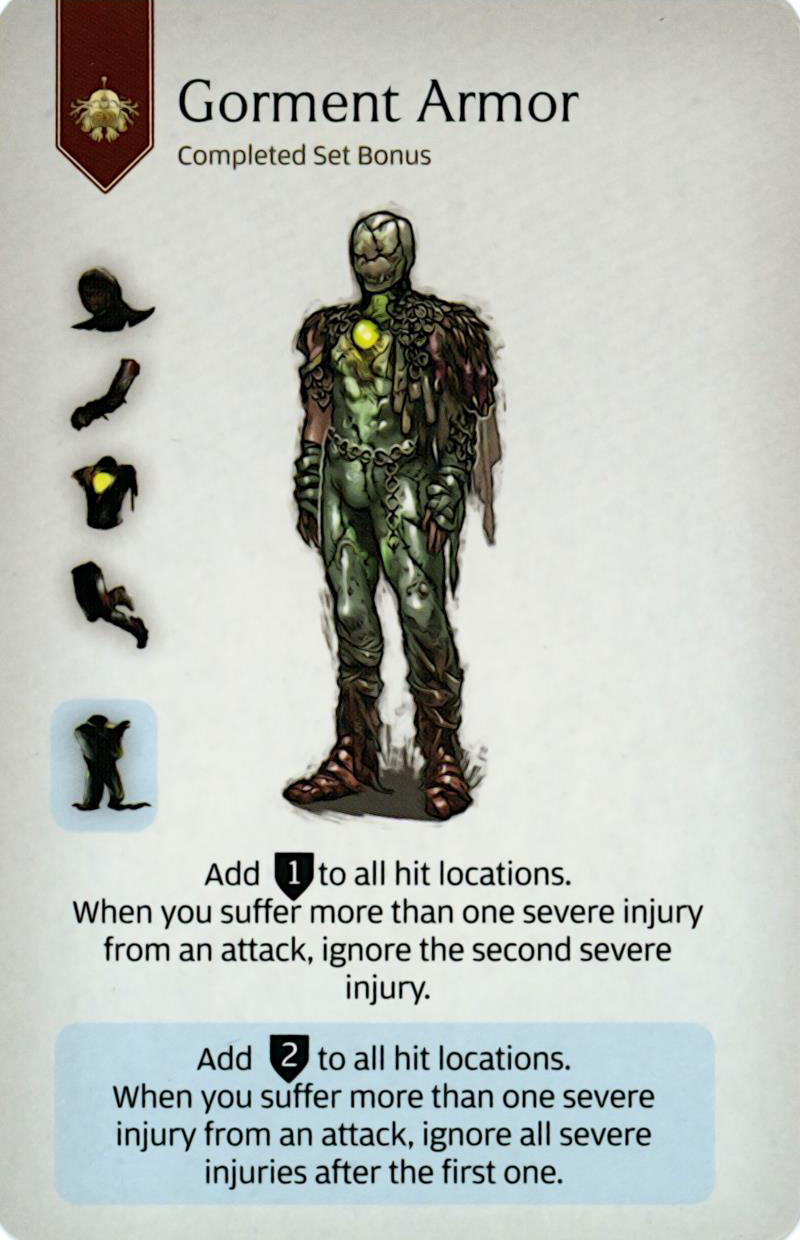 Gorment Armor
Completed Set Bonus
Add 1 to all hit locations.
When you suffer more than one severe injury
from an attack, ignore the second severe
injury.
Add 2 to all hit locations.
When you suffer more than one severe
injury from an attack, ignore all severe
injuries after the first one.